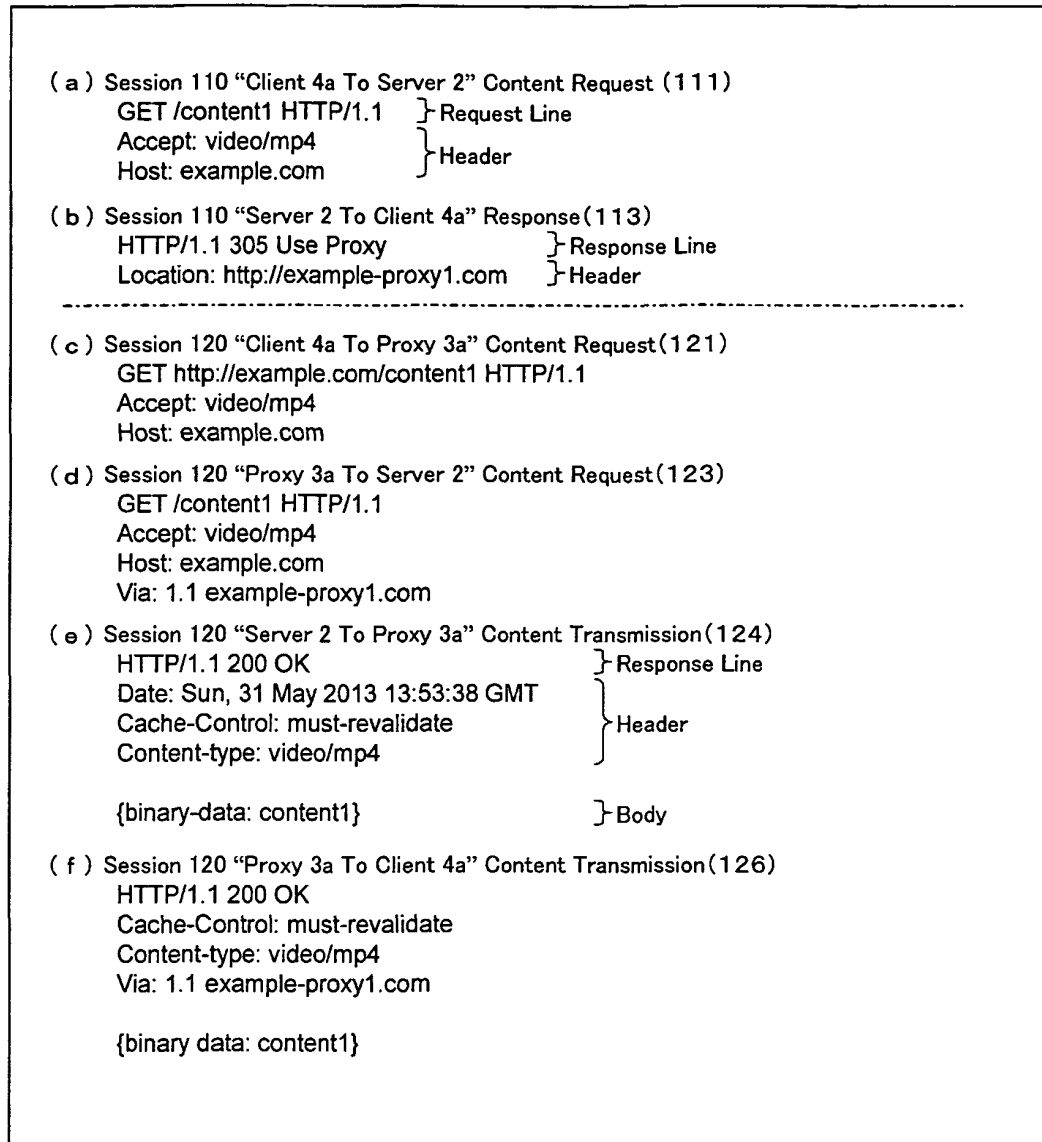 (a) Session 110 “Client 4a To Server 2” Content Request (111)
GET /content1 HTTP/1.1 Request Line
Accept: video/mp4
Header
Host: example.com
(b) Session 110 “Server 2 To Client 4a” Response(113)
HTTP/1.1 305 Use Proxy Response Line
Location: http://example-proxy1.com Header
(c) Session 120 “Client 4a To Proxy 3a” Content Request(121)
GET http://example.com/content1 HTTP/1.1
Accept: video/mp4
Host: example.com
(d) Session 120 “Proxy 3a To Server 2” Content Request(123)
GET /content1 HTTP/1.1
Accept: video/mp4
Host: example.com
Via: 1.1 example-proxy1.com
(e) Session 120 “Server 2 To Proxy 3a” Content Transmission(124)
HTTP/1.1 200 OK Response Line
Date: Sun, 31 May 2013 13:53:38 GMT
Cache-Control: must-revalidate Header
Content-type: video/mp4
{binary-data: content1} Body
(f) Session 120 “Proxy 3a To Client 4a” Content Transmission(126)
HTTP/1.1 200 OK
Cache-Control: must-revalidate
Content-type: video/mp4
Via: 1.1 example-proxy1.com
{binary data: content1}